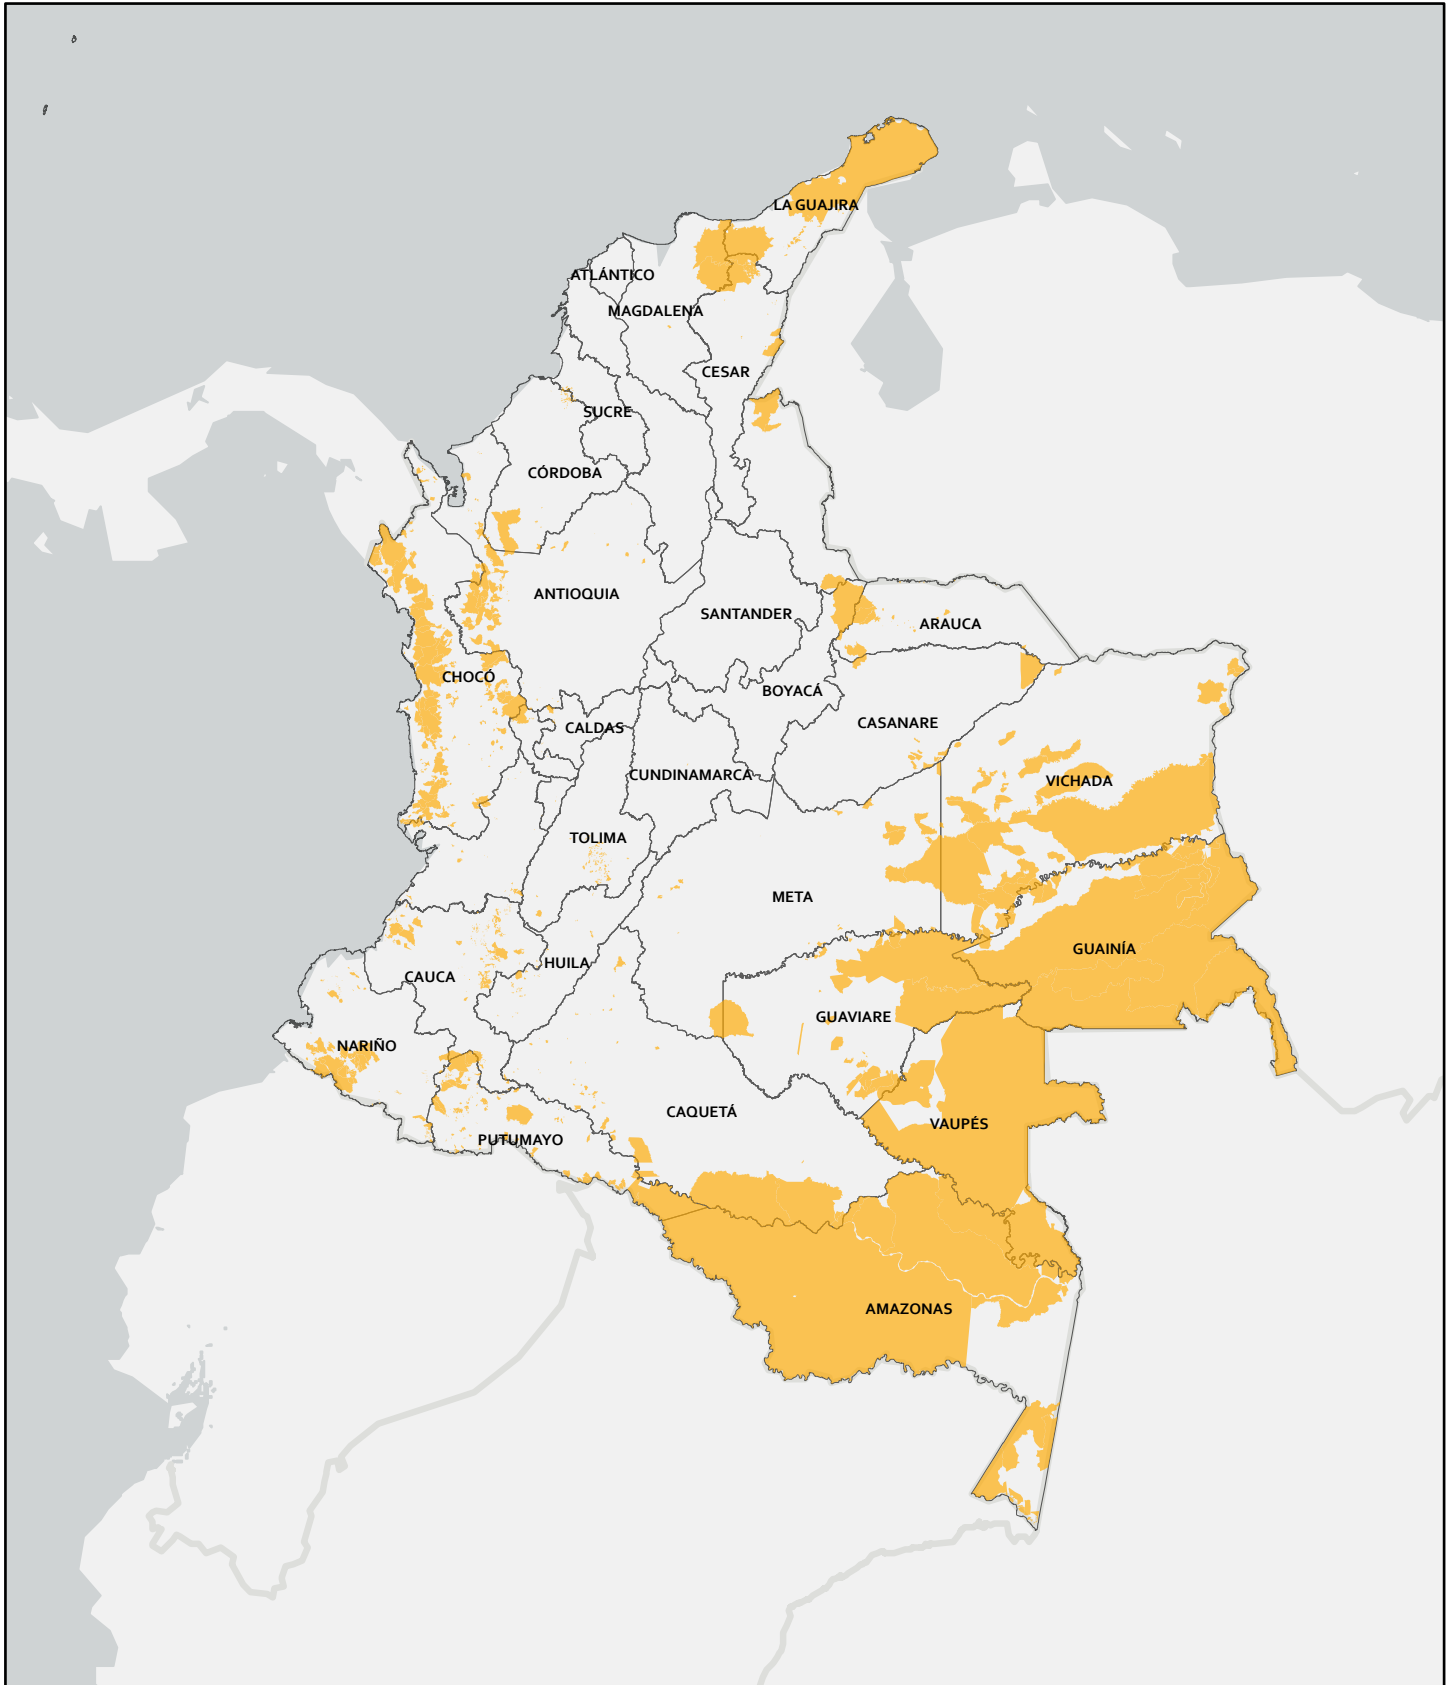 LA GUAJIRA
ATLÁNTICO
MAGDALENA
CESAR
SUCRE
CÓRDOBA
ANTIOQUIA
SANTANDER
ARAUCA
CHOCÓ
BOYACÁ
CASANARE
CALDAS
CUNDINAMARCA
VICHADA
TOLIMA
META
GUAINÍA
HUILA
CAUCA
GUAVIARE
NARIÑO
CAQUETÁ
VAUPÉS
PUTUMAYO
AMAZONAS